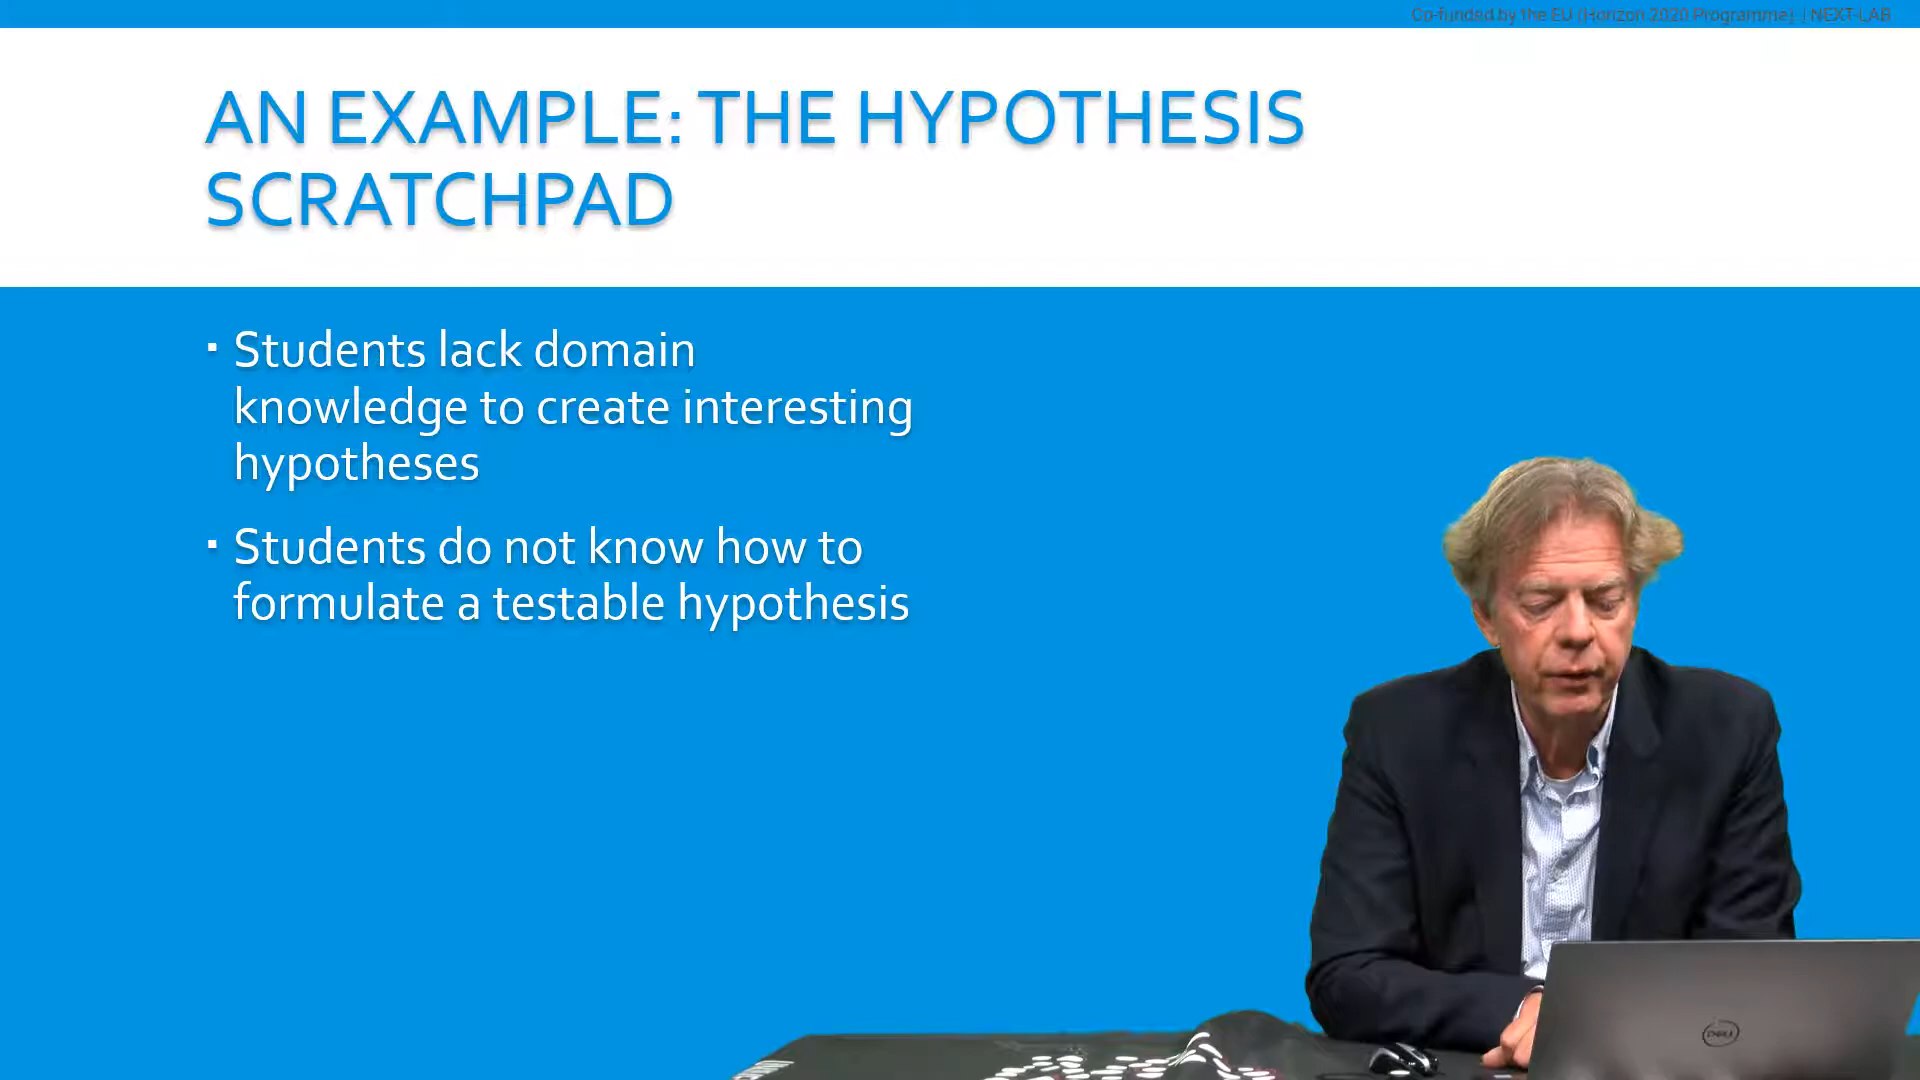 Co-funded by the EU (Horizon 2020 Programme) | NEXT-LAB
AN EXAMPLE: THE HYPOTHESIS
SCRATCHPAD
▪ Students lack domain
knowledge to create interesting
hypotheses
▪ Students do not know how to
formulate a testable hypothesis
DELL